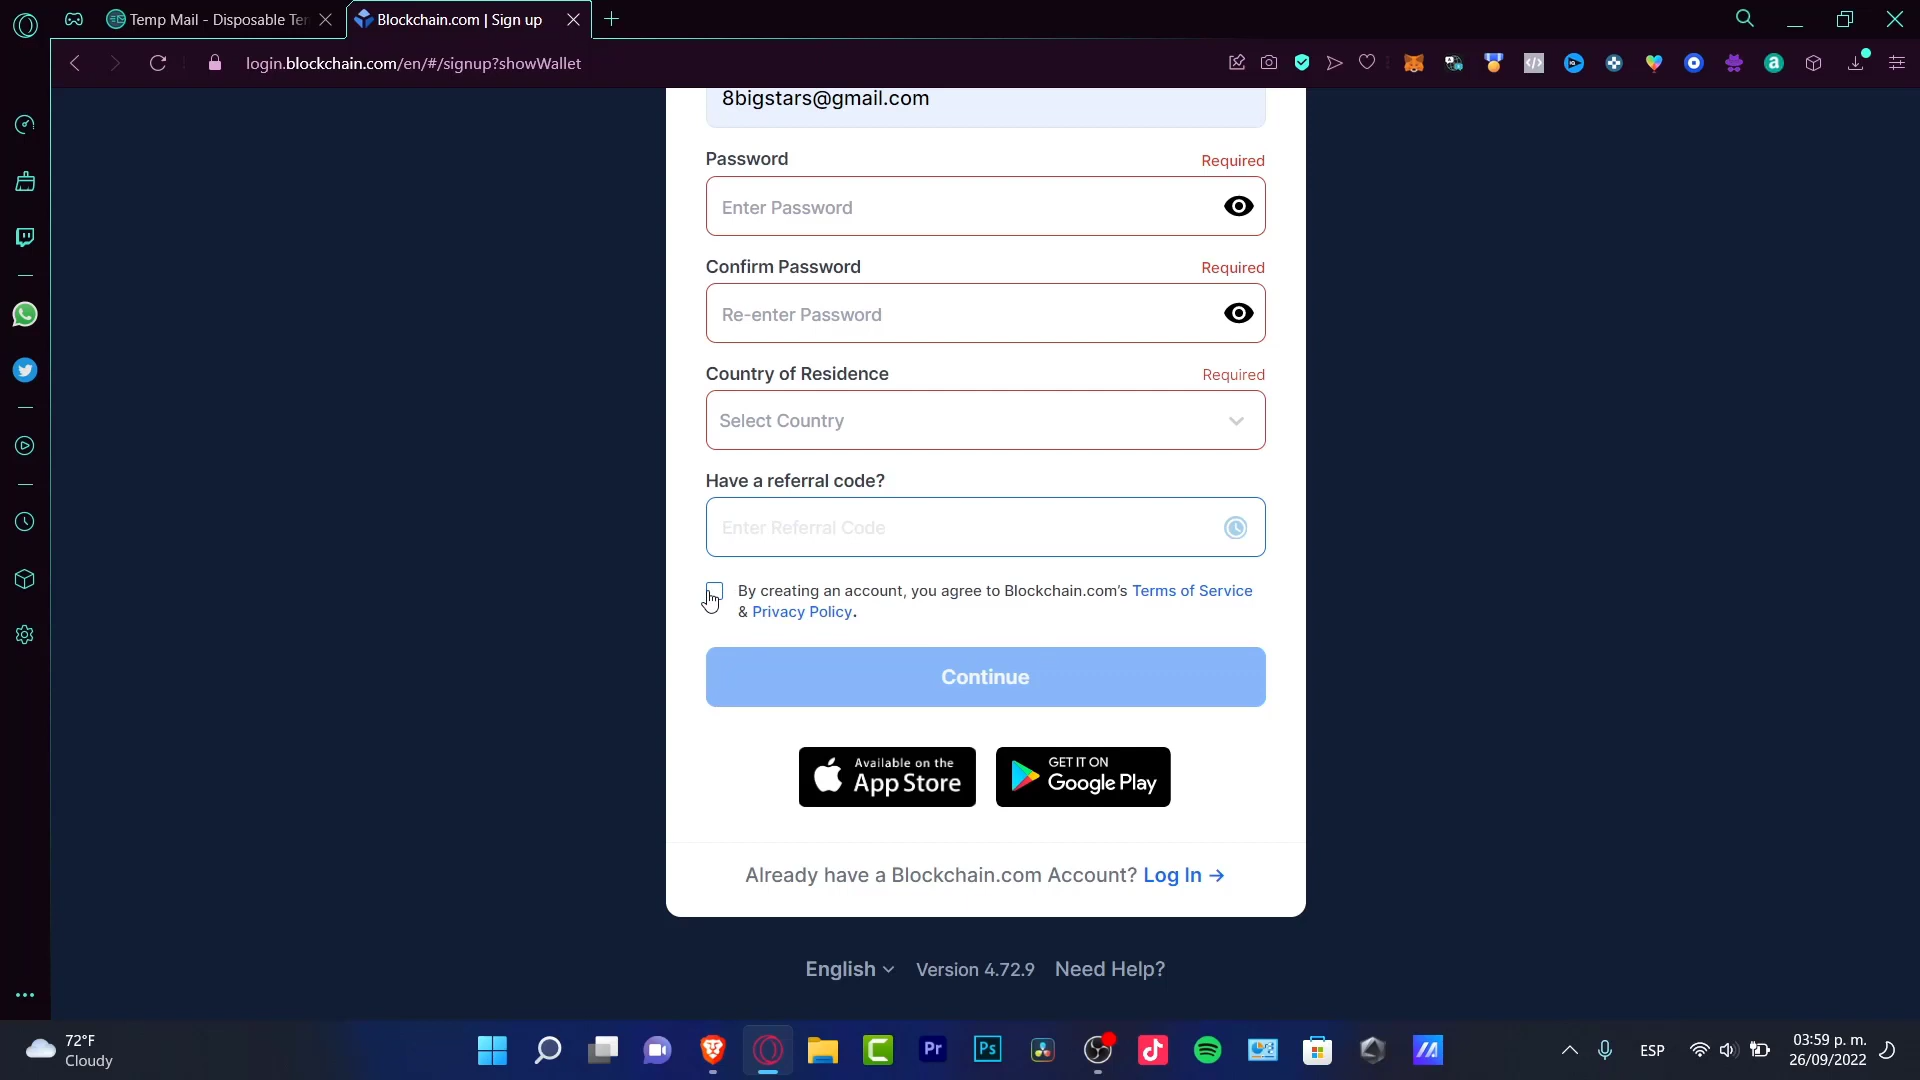 Temp Mail - Disposable Te
Blockchain.com | Sign up
login.blockchain.com/en/#/signup?showWallet
8bigstars@gmail.com
Password
Required
Enter Password
Confirm Password
Required
Re-enter Password
Country of Residence
Required
Select Country
Have a referral code?
Enter Referral Code
By creating an account, you agree to Blockchain.com's Terms of Service
& Privacy Policy.
Continue
Available on the
App Store
GET IT ON
Google Play
Already have a Blockchain.com Account? Log In →
English
Version 4.72.9
Need Help?
72°F
Cloudy
Pr
Ps
ESP
03:59 p. m.
26/09/2022